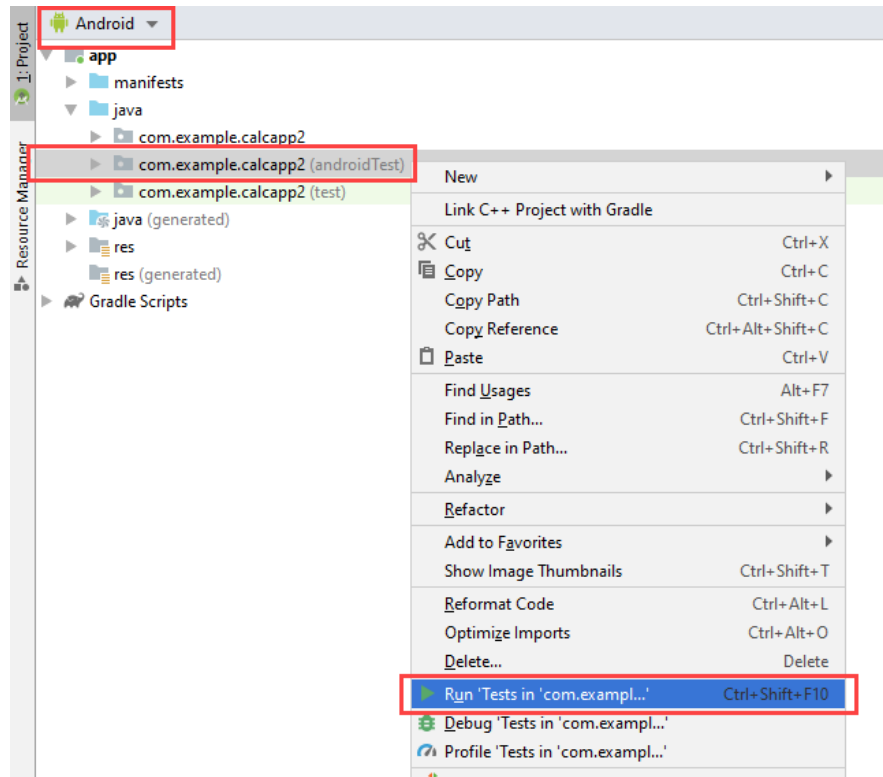 Android
1: Project
Resource Manager
app
manifests
java
com.example.calcapp2
com.example.calcapp2 (androidTest)
com.example.calcapp2 (test)
java (generated)
res
res (generated)
Gradle Scripts
New
Link C++ Project with Gradle
Cut Ctrl+X
Copy Ctrl+C
Copy Path Ctrl+Shift+C
Copy Reference Ctrl+Alt+Shift+C
Paste Ctrl+V
Find Usages Alt+F7
Find in Path... Ctrl+Shift+F
Replace in Path... Ctrl+Shift+R
Analyze
Refactor
Add to Favorites
Show Image Thumbnails Ctrl+Shift+T
Reformat Code Ctrl+Alt+L
Optimize Imports Ctrl+Alt+O
Delete... Delete
Run 'Tests in 'com.exampl...' Ctrl+Shift+F10
Debug 'Tests in 'com.exampl...'
Profile 'Tests in 'com.exampl...'